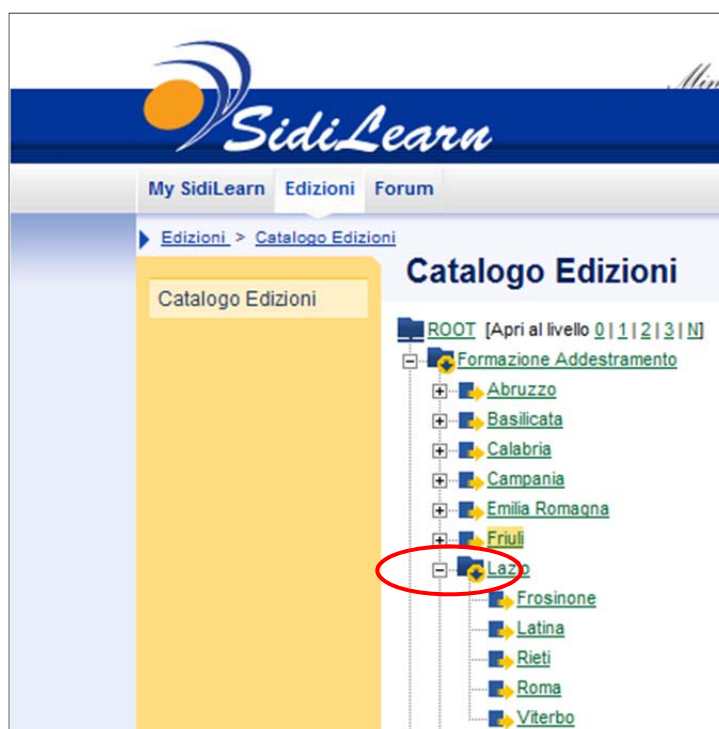 SidiLearn
My SidiLearn Edizioni Forum
Edizioni > Catalogo Edizioni
Catalogo Edizioni
Catalogo Edizioni
ROOT [Apri al livello 0 | 1 | 2 | 3 | N]
Formazione Addestramento
Abruzzo
Basilicata
Calabria
Campania
Emilia Romagna
Friuli
Lazio
Frosinone
Latina
Rieti
Roma
Viterbo